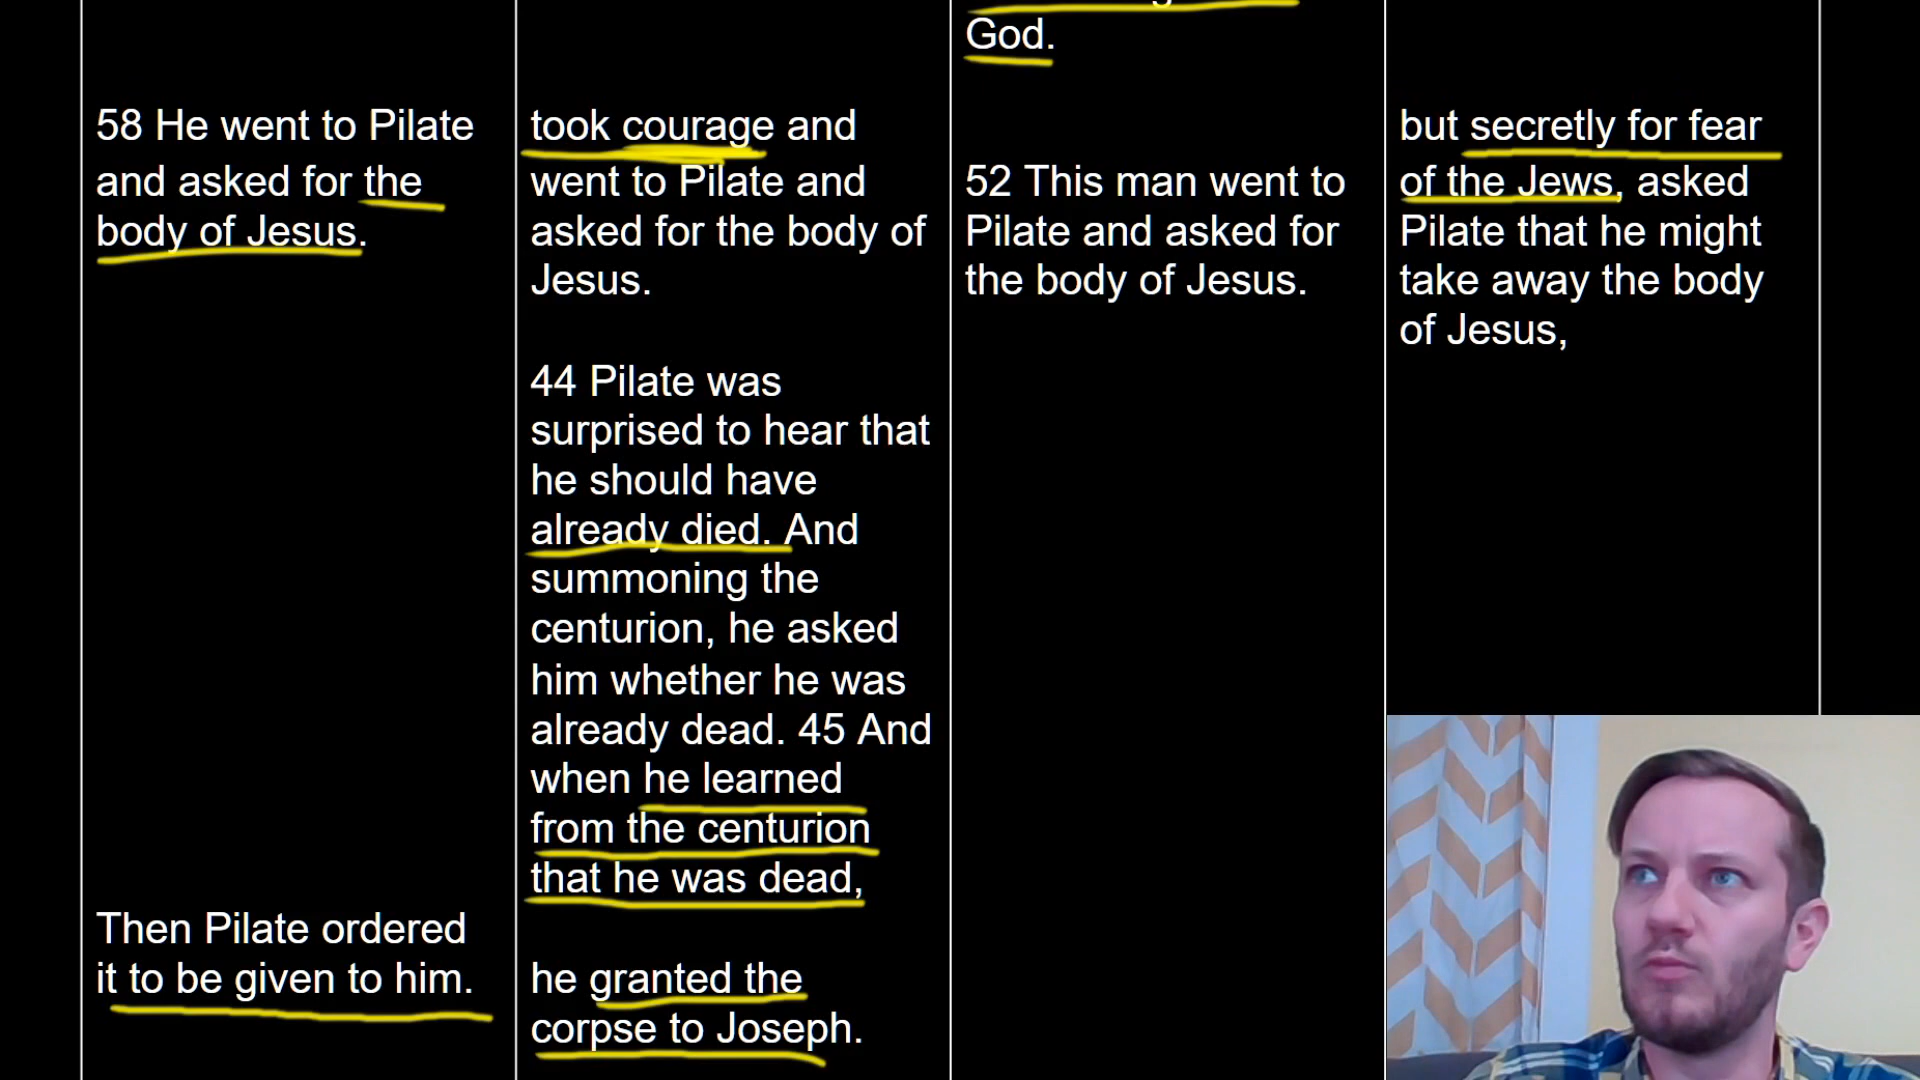 58 He went to Pilate
and asked for the
body of Jesus.
Then Pilate ordered
it to be given to him.
took courage and
went to Pilate and
asked for the body of
Jesus.
44 Pilate was
surprised to hear that
he should have
already died. And
summoning the
centurion, he asked
him whether he was
already dead. 45 And
when he learned
from the centurion
that he was dead,
he granted the
corpse to Joseph.
God.
52 This man went to
Pilate and asked for
the body of Jesus.
but secretly for fear
of the Jews, asked
Pilate that he might
take away the body
of Jesus,